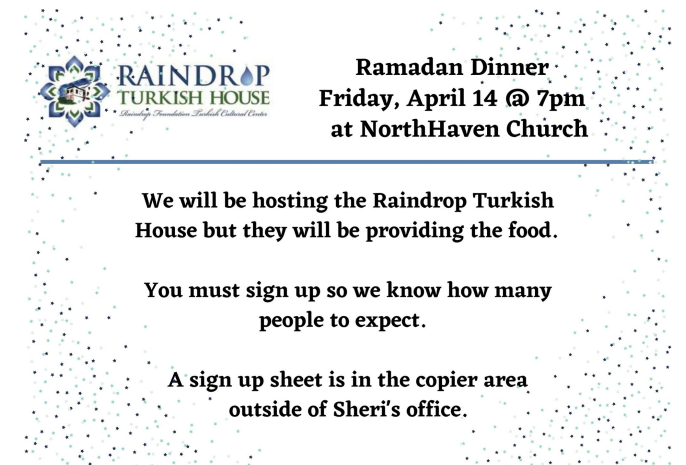 RAINDROP
TURKISH HOUSE
Raindrop Foundation Turkish Cultural Center
Ramadan Dinner
Friday, April 14 @ 7pm
at NorthHaven Church
We will be hosting the Raindrop Turkish
House but they will be providing the food.
You must sign up so we know how many
people to expect.
A sign up sheet is in the copier area
outside of Sheri's office.